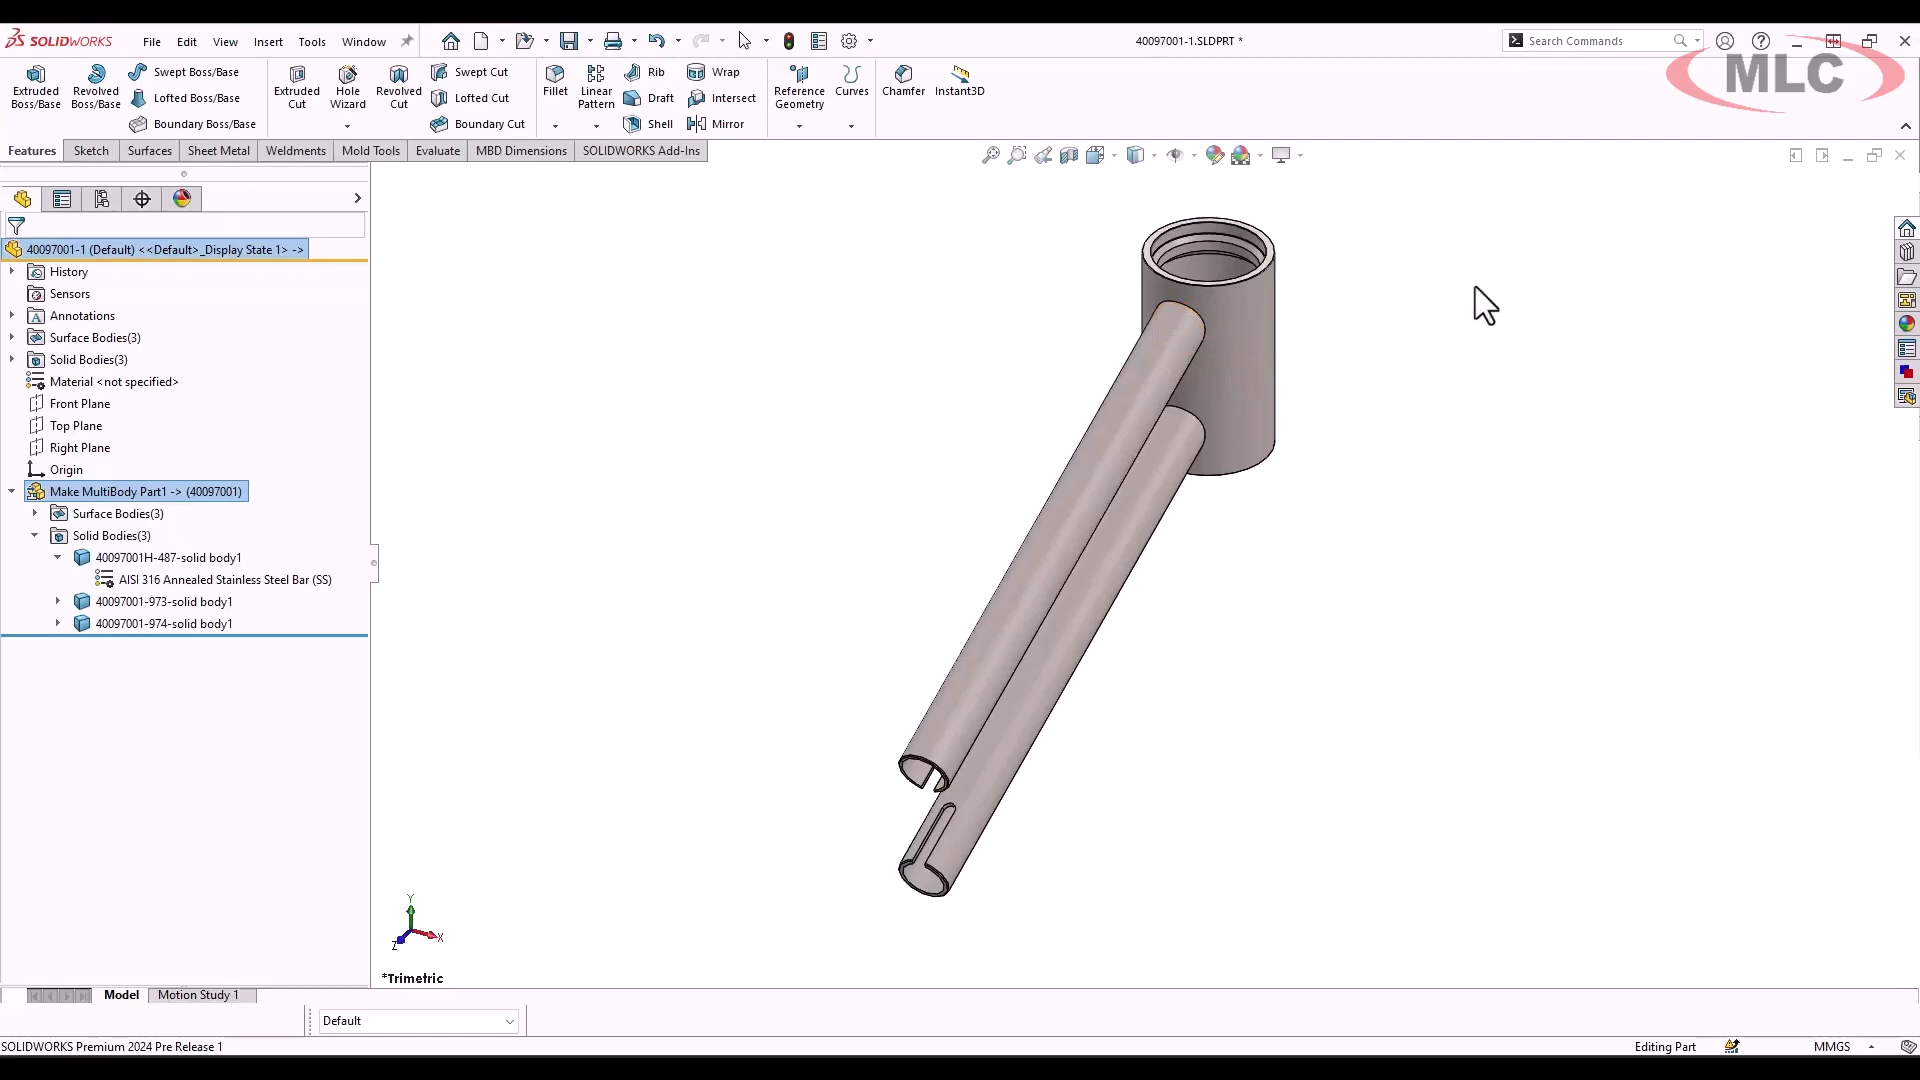 SOLIDWORKS File Edit View Insert Tools Window 40097001-1.SLDPRT * Search Commands
MLC
Extruded Boss/Base
Revolved Boss/Base
Swept Boss/Base
Lofted Boss/Base
Boundary Boss/Base
Extruded Cut
Hole Wizard
Revolved Cut
Swept Cut
Lofted Cut
Boundary Cut
Fillet
Linear Pattern
Rib
Draft
Shell
Wrap
Intersect
Mirror
Reference Geometry
Curves
Chamfer
Instant3D
Features Sketch Surfaces Sheet Metal Weldments Mold Tools Evaluate MBD Dimensions SOLIDWORKS Add-Ins
40097001-1 (Default) <<Default>_Display State 1> ->
History
Sensors
Annotations
Surface Bodies(3)
Solid Bodies(3)
Material <not specified>
Front Plane
Top Plane
Right Plane
Origin
Make MultiBody Part1 -> (40097001)
Surface Bodies(3)
Solid Bodies(3)
40097001H-487-solid body1
AISI 316 Annealed Stainless Steel Bar (SS)
40097001-973-solid body1
40097001-974-solid body1
Y
X
Z
*Trimetric
Model Motion Study 1
Default
SOLIDWORKS Premium 2024 Pre Release 1 Editing Part MMGS